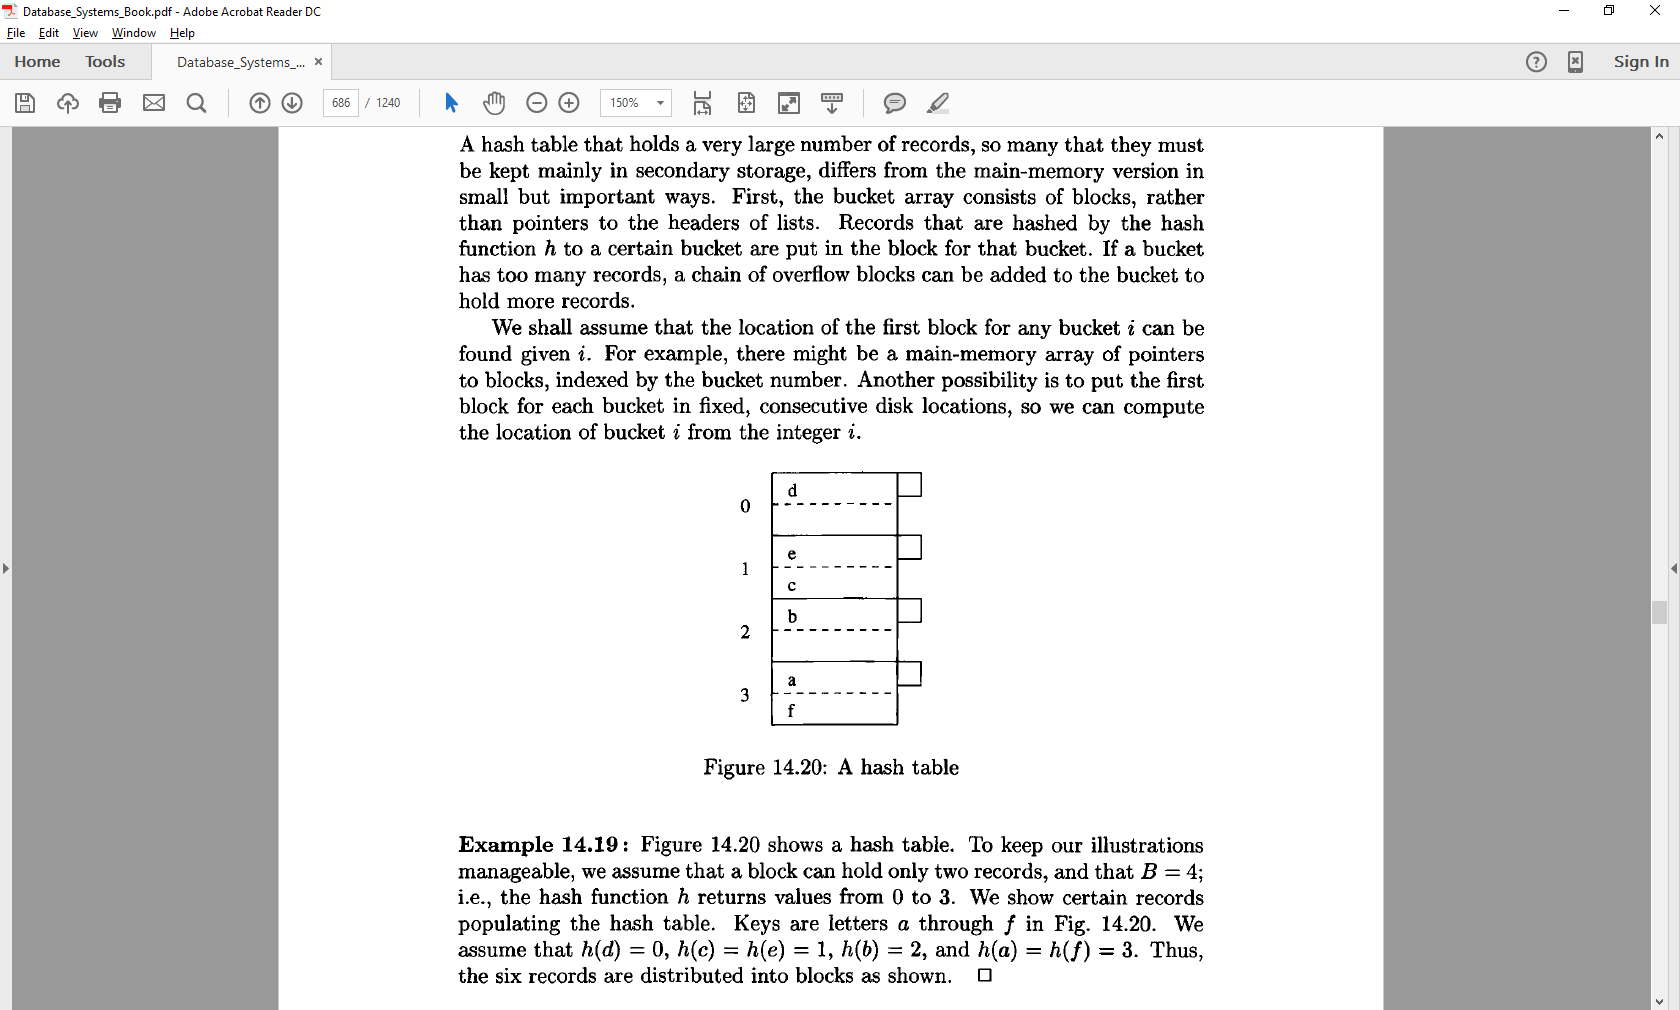 Database_Systems_Book.pdf - Adobe Acrobat Reader DC
File Edit View Window Help
Home Tools Database_Systems_... × Sign In
686 / 1240 150%
A hash table that holds a very large number of records, so many that they must
be kept mainly in secondary storage, differs from the main-memory version in
small but important ways. First, the bucket array consists of blocks, rather
than pointers to the headers of lists. Records that are hashed by the hash
function h to a certain bucket are put in the block for that bucket. If a bucket
has too many records, a chain of overflow blocks can be added to the bucket to
hold more records.
We shall assume that the location of the first block for any bucket i can be
found given i. For example, there might be a main-memory array of pointers
to blocks, indexed by the bucket number. Another possibility is to put the first
block for each bucket in fixed, consecutive disk locations, so we can compute
the location of bucket i from the integer i.
d
0
e
1
c
b
2
a
3
f
Figure 14.20: A hash table
Example 14.19: Figure 14.20 shows a hash table. To keep our illustrations
manageable, we assume that a block can hold only two records, and that B = 4;
i.e., the hash function h returns values from 0 to 3. We show certain records
populating the hash table. Keys are letters a through f in Fig. 14.20. We
assume that h(d) = 0, h(c) = h(e) = 1, h(b) = 2, and h(a) = h(f) = 3. Thus,
the six records are distributed into blocks as shown. □